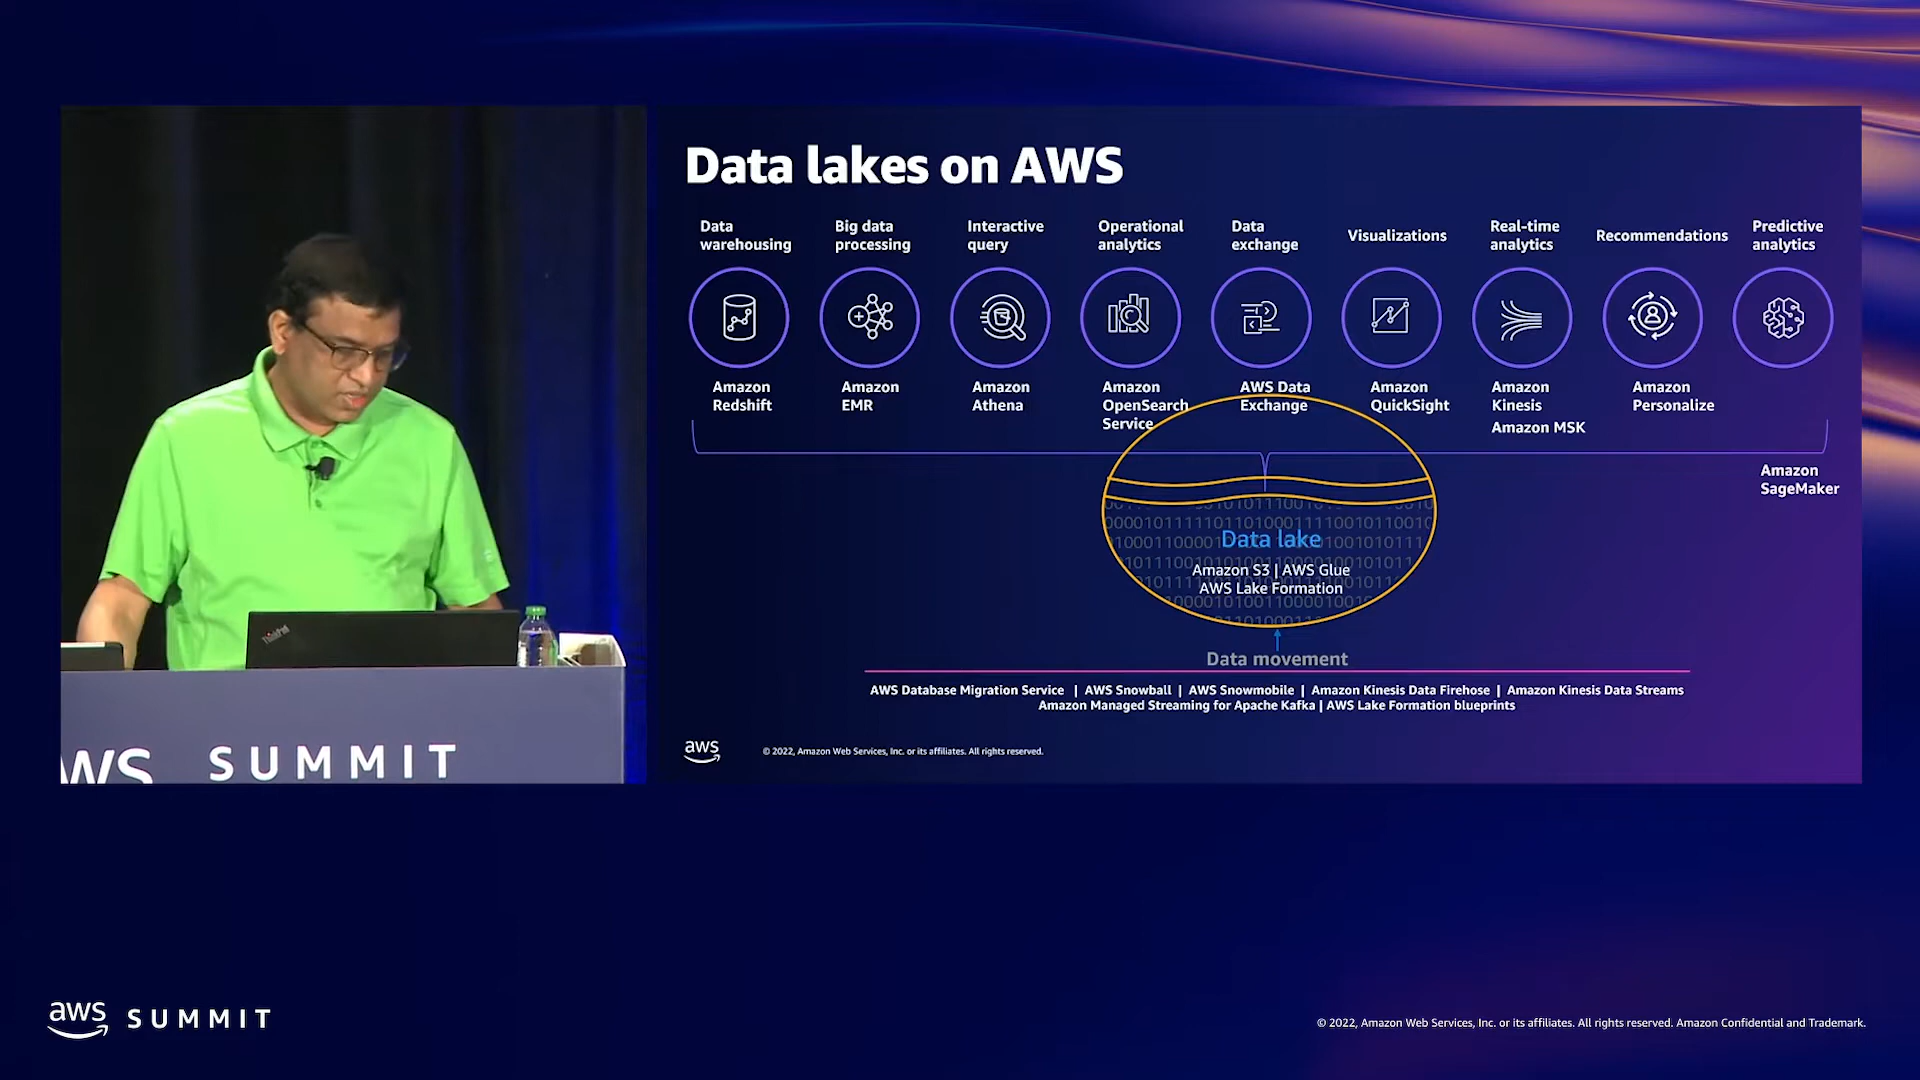 Data lakes on AWS
Data
warehousing
Big data
processing
Interactive
query
Operational
analytics
Data
exchange
Visualizations
Real-time
analytics
Recommendations
Predictive
analytics
Amazon
Redshift
Amazon
EMR
Amazon
Athena
Amazon
OpenSearch
Service
AWS Data
Exchange
Amazon
QuickSight
Amazon
Kinesis
Amazon MSK
Amazon
Personalize
Amazon
SageMaker
Data lake
Amazon S3 | AWS Glue
AWS Lake Formation
Data movement
AWS Database Migration Service | AWS Snowball | AWS Snowmobile | Amazon Kinesis Data Firehose | Amazon Kinesis Data Streams
Amazon Managed Streaming for Apache Kafka | AWS Lake Formation blueprints
aws
© 2022, Amazon Web Services, Inc. or its affiliates. All rights reserved.
ThinkPad
aws SUMMIT
aws SUMMIT
© 2022, Amazon Web Services, Inc. or its affiliates. All rights reserved. Amazon Confidential and Trademark.